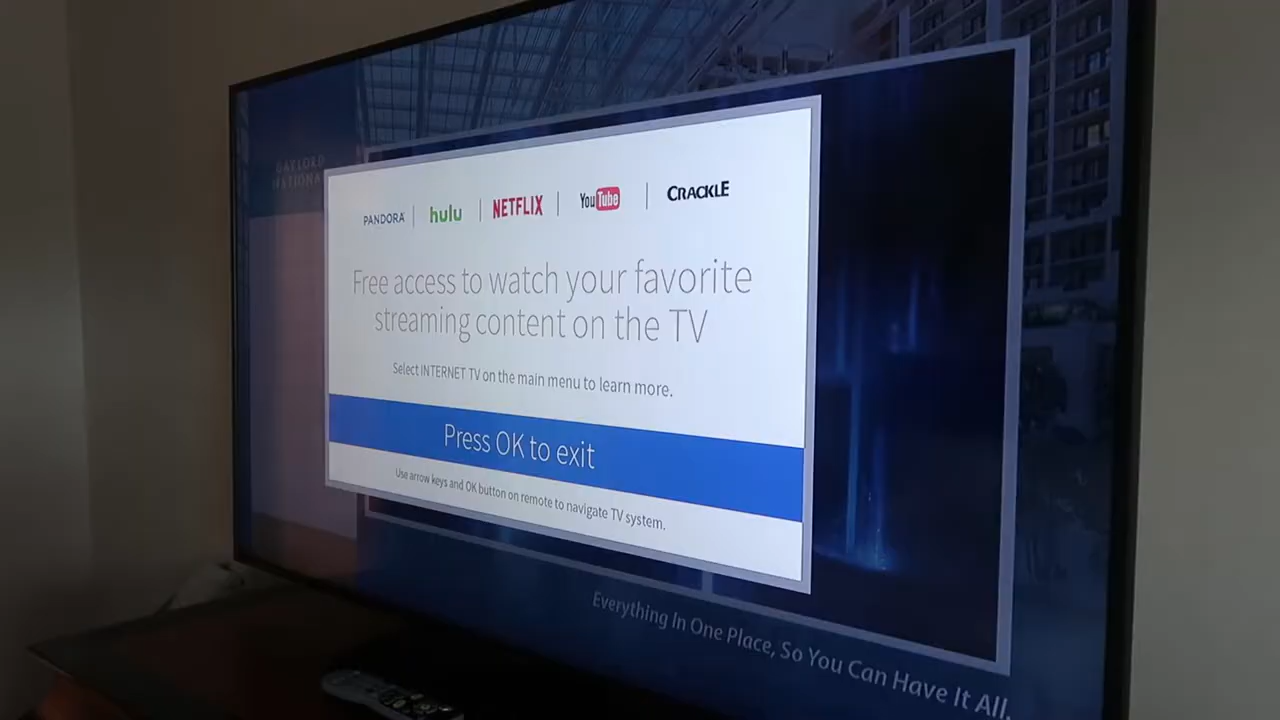 GAYLORD
NATIONAL
PANDORA
hulu
NETFLIX
YouTube
CRACKLE
Free access to watch your favorite
streaming content on the TV
Select INTERNET TV on the main menu to learn more.
Press OK to exit
Use arrow keys and OK button on remote to navigate TV system.
Everything In One Place, So You Can Have It All.